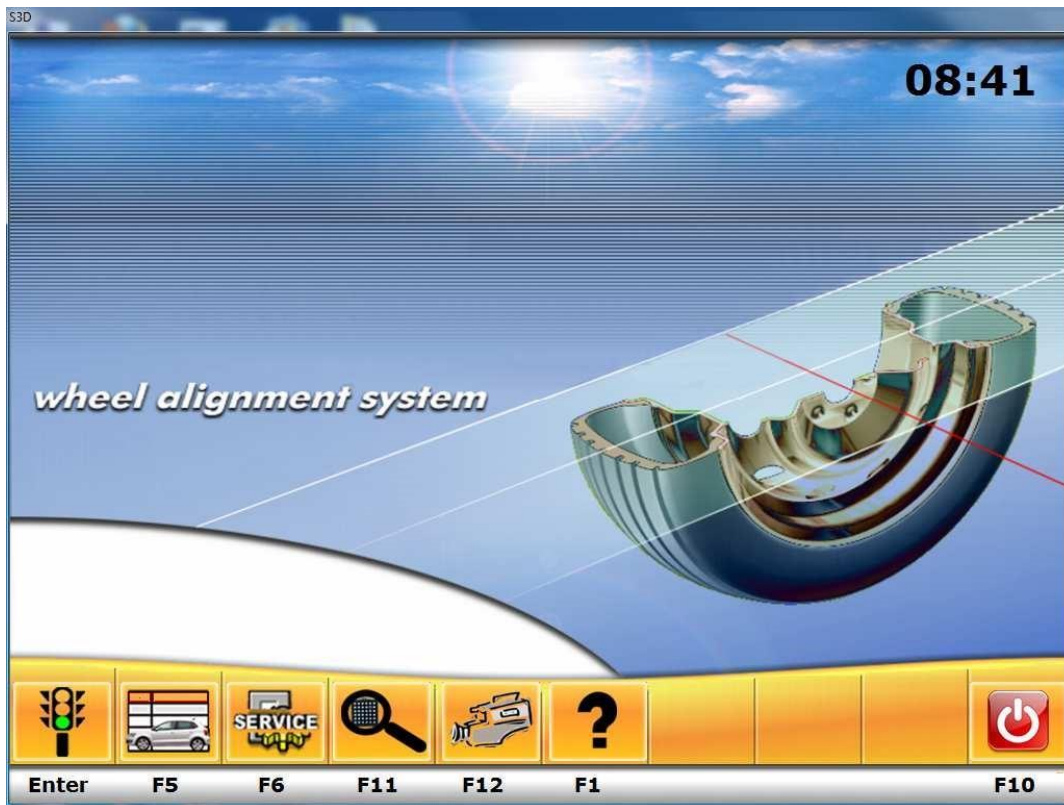 S3D
08:41
wheel alignment system
SERVICE
?
Enter F5 F6 F11 F12 F1 F10